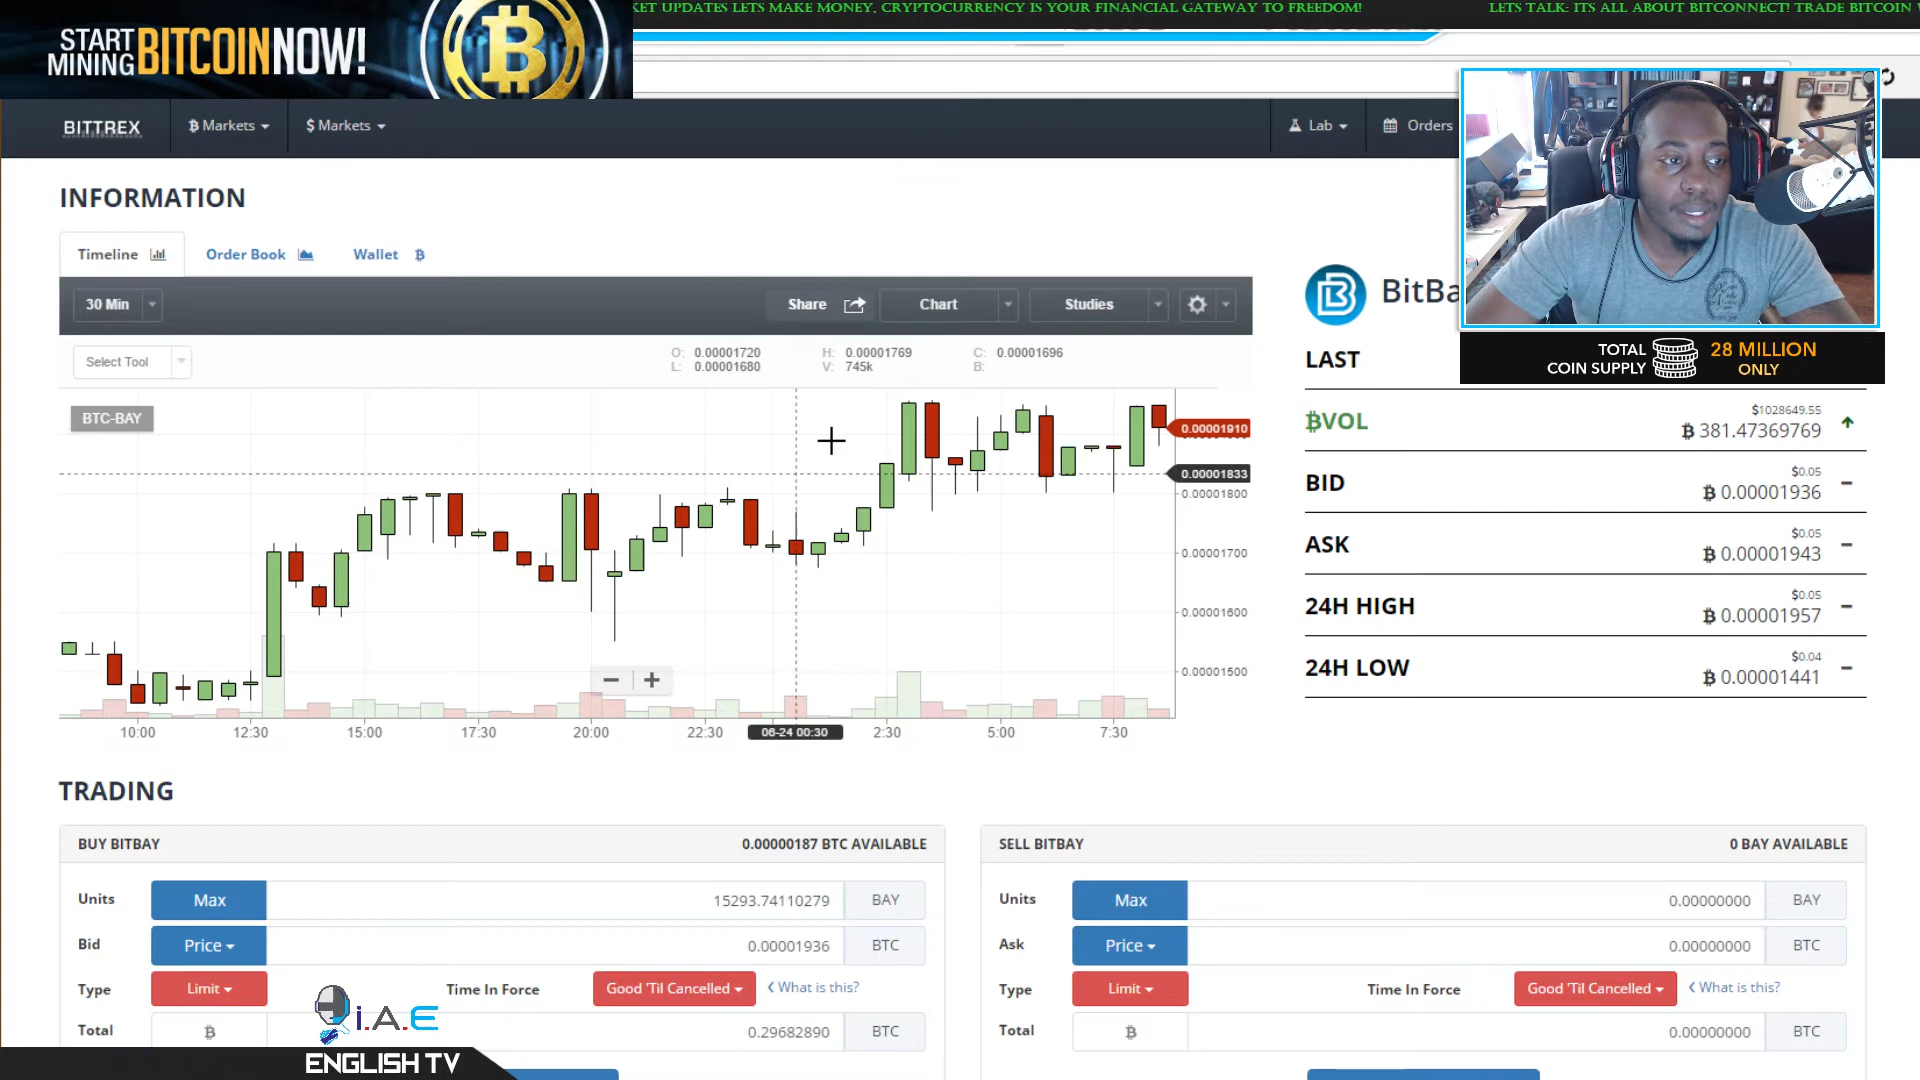 KET UPDATES LETS MAKE MONEY, CRYPTOCURRENCY IS YOUR FINANCIAL GATEWAY TO FREEDOM!
LETS TALK: ITS ALL ABOUT BITCONNECT! TRADE BITCOIN
START
MINING BITCOIN NOW!
BITTREX
Markets
$ Markets
Lab
Orders
INFORMATION
Timeline
Order Book
Wallet
30 Min
Share
Chart
Studies
Select Tool
O: 0.00001720
H: 0.00001769
C: 0.00001696
L: 0.00001680
V: 745k
B:
BTC-BAY
0.00001910
0.00001833
0.00001800
0.00001700
0.00001600
0.00001500
10:00
12:30
15:00
17:30
20:00
22:30
06-24 00:30
2:30
5:00
7:30
BitBa
TOTAL
COIN SUPPLY
28 MILLION
ONLY
LAST
₿VOL
$1028649.55
₿ 381.47369769
BID
$0.05
₿ 0.00001936
ASK
$0.05
₿ 0.00001943
24H HIGH
$0.05
₿ 0.00001957
24H LOW
$0.04
₿ 0.00001441
TRADING
BUY BITBAY
0.00000187 BTC AVAILABLE
Units
Max
15293.74110279
BAY
Bid
Price
0.00001936
BTC
Type
Limit
Time In Force
Good 'Til Cancelled
What is this?
Total
₿
0.29682890
BTC
SELL BITBAY
0 BAY AVAILABLE
Units
Max
0.00000000
BAY
Ask
Price
0.00000000
BTC
Type
Limit
Time In Force
Good 'Til Cancelled
What is this?
Total
₿
0.00000000
BTC
i.A.E
ENGLISH TV